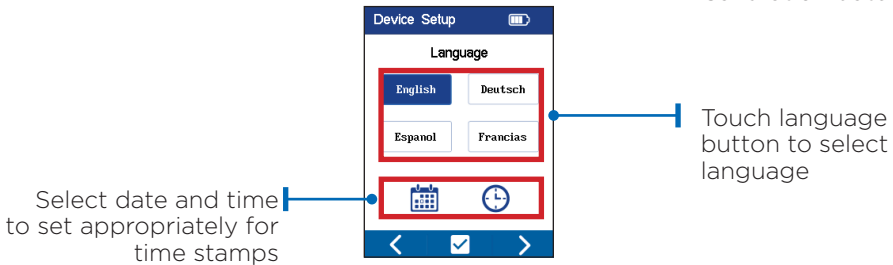 Device Setup
Language
English
Deutsch
Espanol
Francias
Touch language
button to select
language
Select date and time
to set appropriately for
time stamps